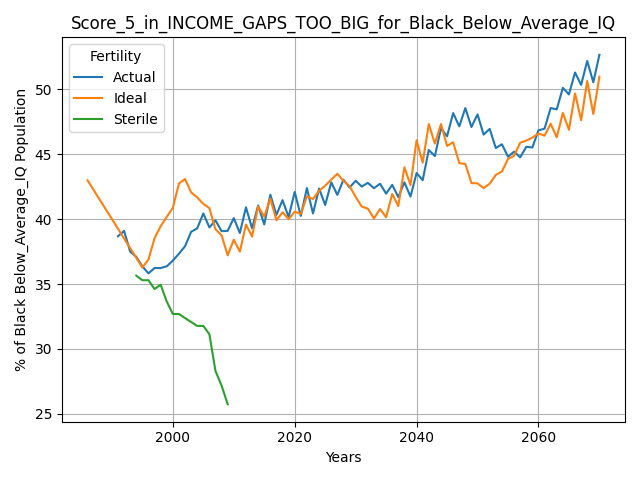 Score_5_in_INCOME_GAPS_TOO_BIG_for_Black_Below_Average_IQ
Fertility
Actual
Ideal
Sterile
% of Black Below_Average_IQ Population
50
45
40
35
30
25
2000
2020
2040
2060
Years